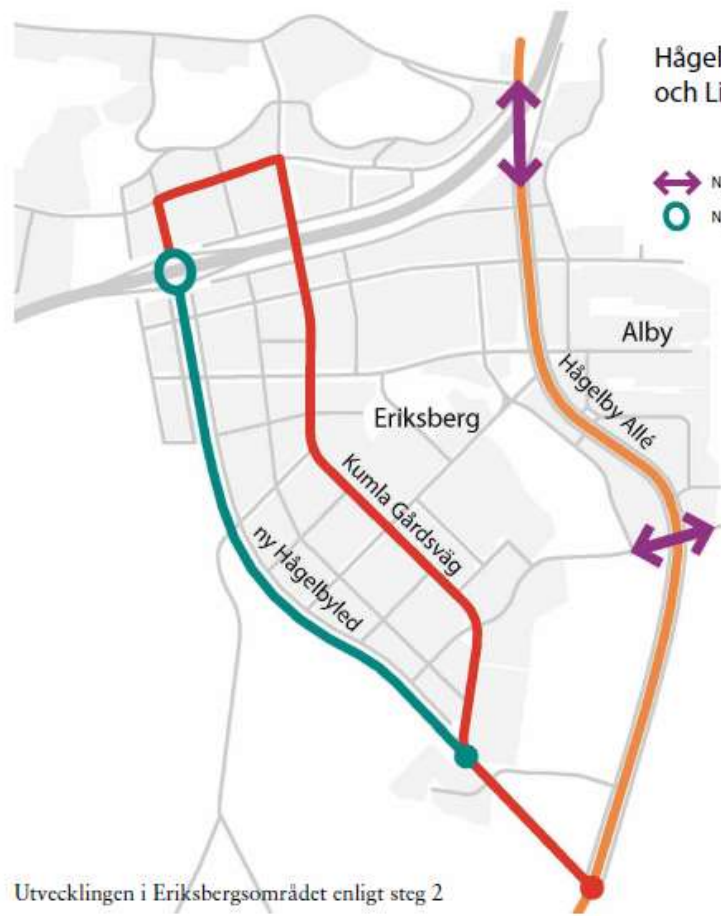 Hågel
och Li
N
N
Alby
Hågelby Allé
Eriksberg
Kumla Gårdsväg
ny Hågelbyled
Utvecklingen i Eriksbergsområdet enligt steg 2